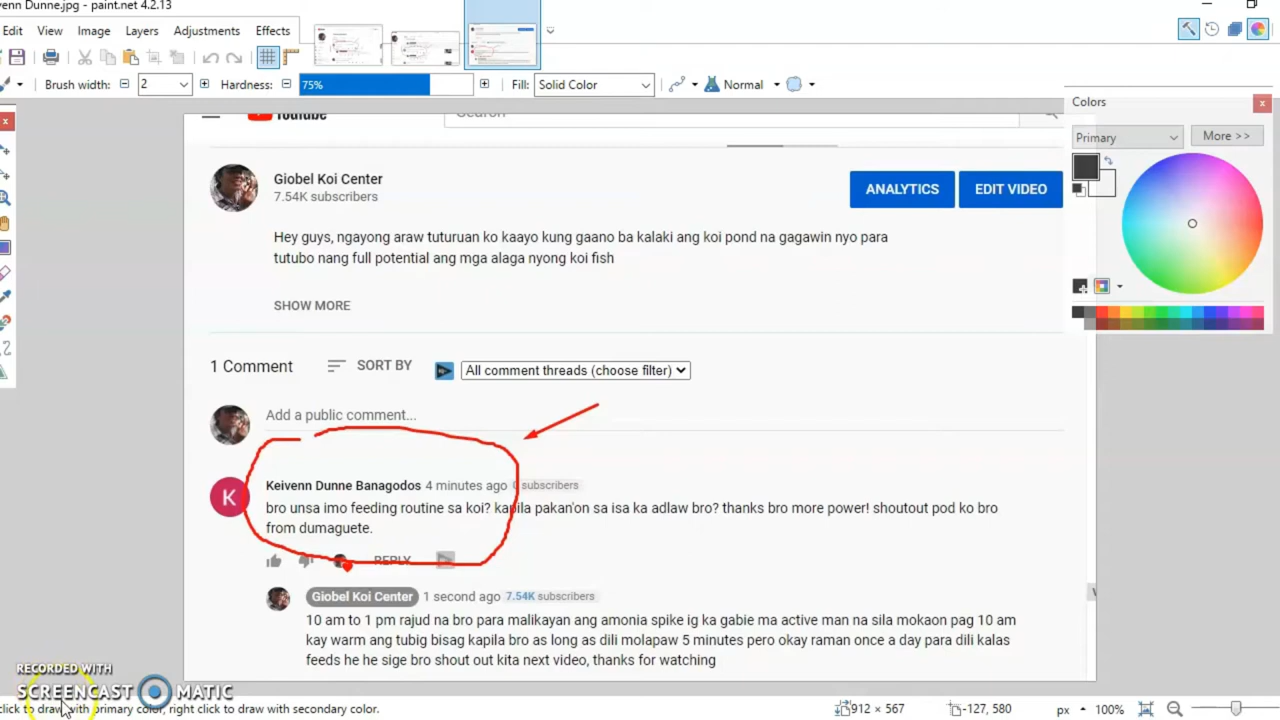 venn Dunne.jpg - paint.net 4.2.13
Edit View Image Layers Adjustments Effects
Brush width: 2 Hardness: 75% Fill: Solid Color Normal
Colors
Primary More >>
YouTube Search
Giobel Koi Center
7.54K subscribers
ANALYTICS EDIT VIDEO
Hey guys, ngayong araw tuturuan ko kaayo kung gaano ba kalaki ang koi pond na gagawin nyo para
tutubo nang full potential ang mga alaga nyong koi fish
SHOW MORE
1 Comment SORT BY All comment threads (choose filter)
Add a public comment...
K
Keivenn Dunne Banagodos 4 minutes ago 0 subscribers
bro unsa imo feeding routine sa koi? kapila pakan'on sa isa ka adlaw bro? thanks bro more power! shoutout pod ko bro
from dumaguete.
REPLY
Giobel Koi Center 1 second ago 7.54K subscribers
10 am to 1 pm rajud na bro para malikayan ang amonia spike ig ka gabie ma active man na sila mokaon pag 10 am
kay warm ang tubig bisag kapila bro as long as dili molapaw 5 minutes pero okay raman once a day para dili kalas
feeds he he sige bro shout out kita next video, thanks for watching
RECORDED WITH
SCREENCAST MATIC
click to draw with primary color, right click to draw with secondary color.
912 × 567 -127, 580 px 100%